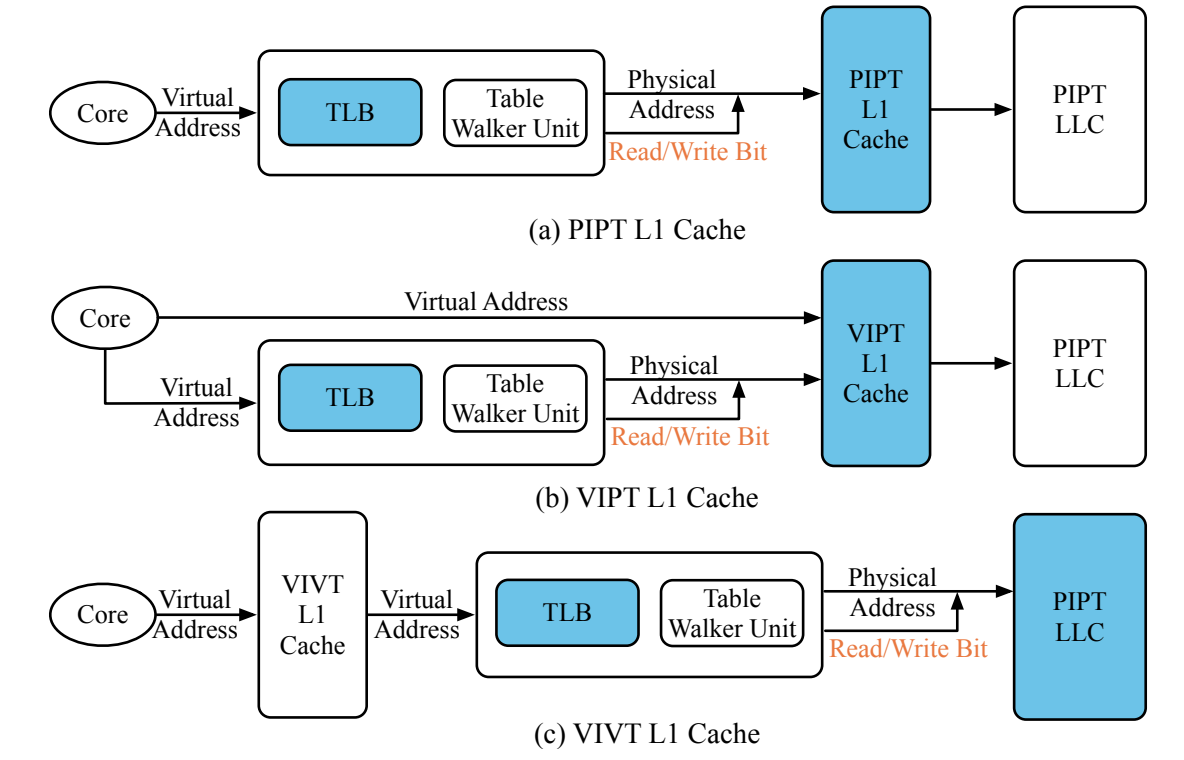 Core
Virtual
Address
TLB
Table
Walker Unit
Physical
Address
Read/Write Bit
PIPT
L1
Cache
PIPT
LLC
(a) PIPT L1 Cache
Core
Virtual Address
Virtual
Address
TLB
Table
Walker Unit
Physical
Address
Read/Write Bit
VIPT
L1
Cache
PIPT
LLC
(b) VIPT L1 Cache
Core
Virtual
Address
VIVT
L1
Cache
Virtual
Address
TLB
Table
Walker Unit
Physical
Address
Read/Write Bit
PIPT
LLC
(c) VIVT L1 Cache